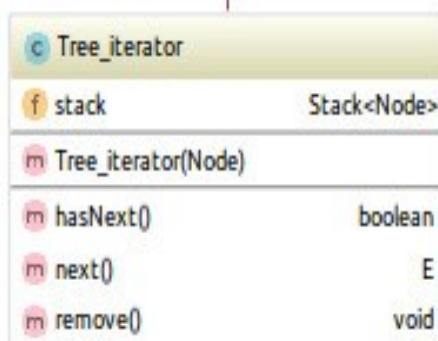 c Tree_iterator
f stack Stack<Node>
m Tree_iterator(Node)
m hasNext() boolean
m next() E
m remove() void